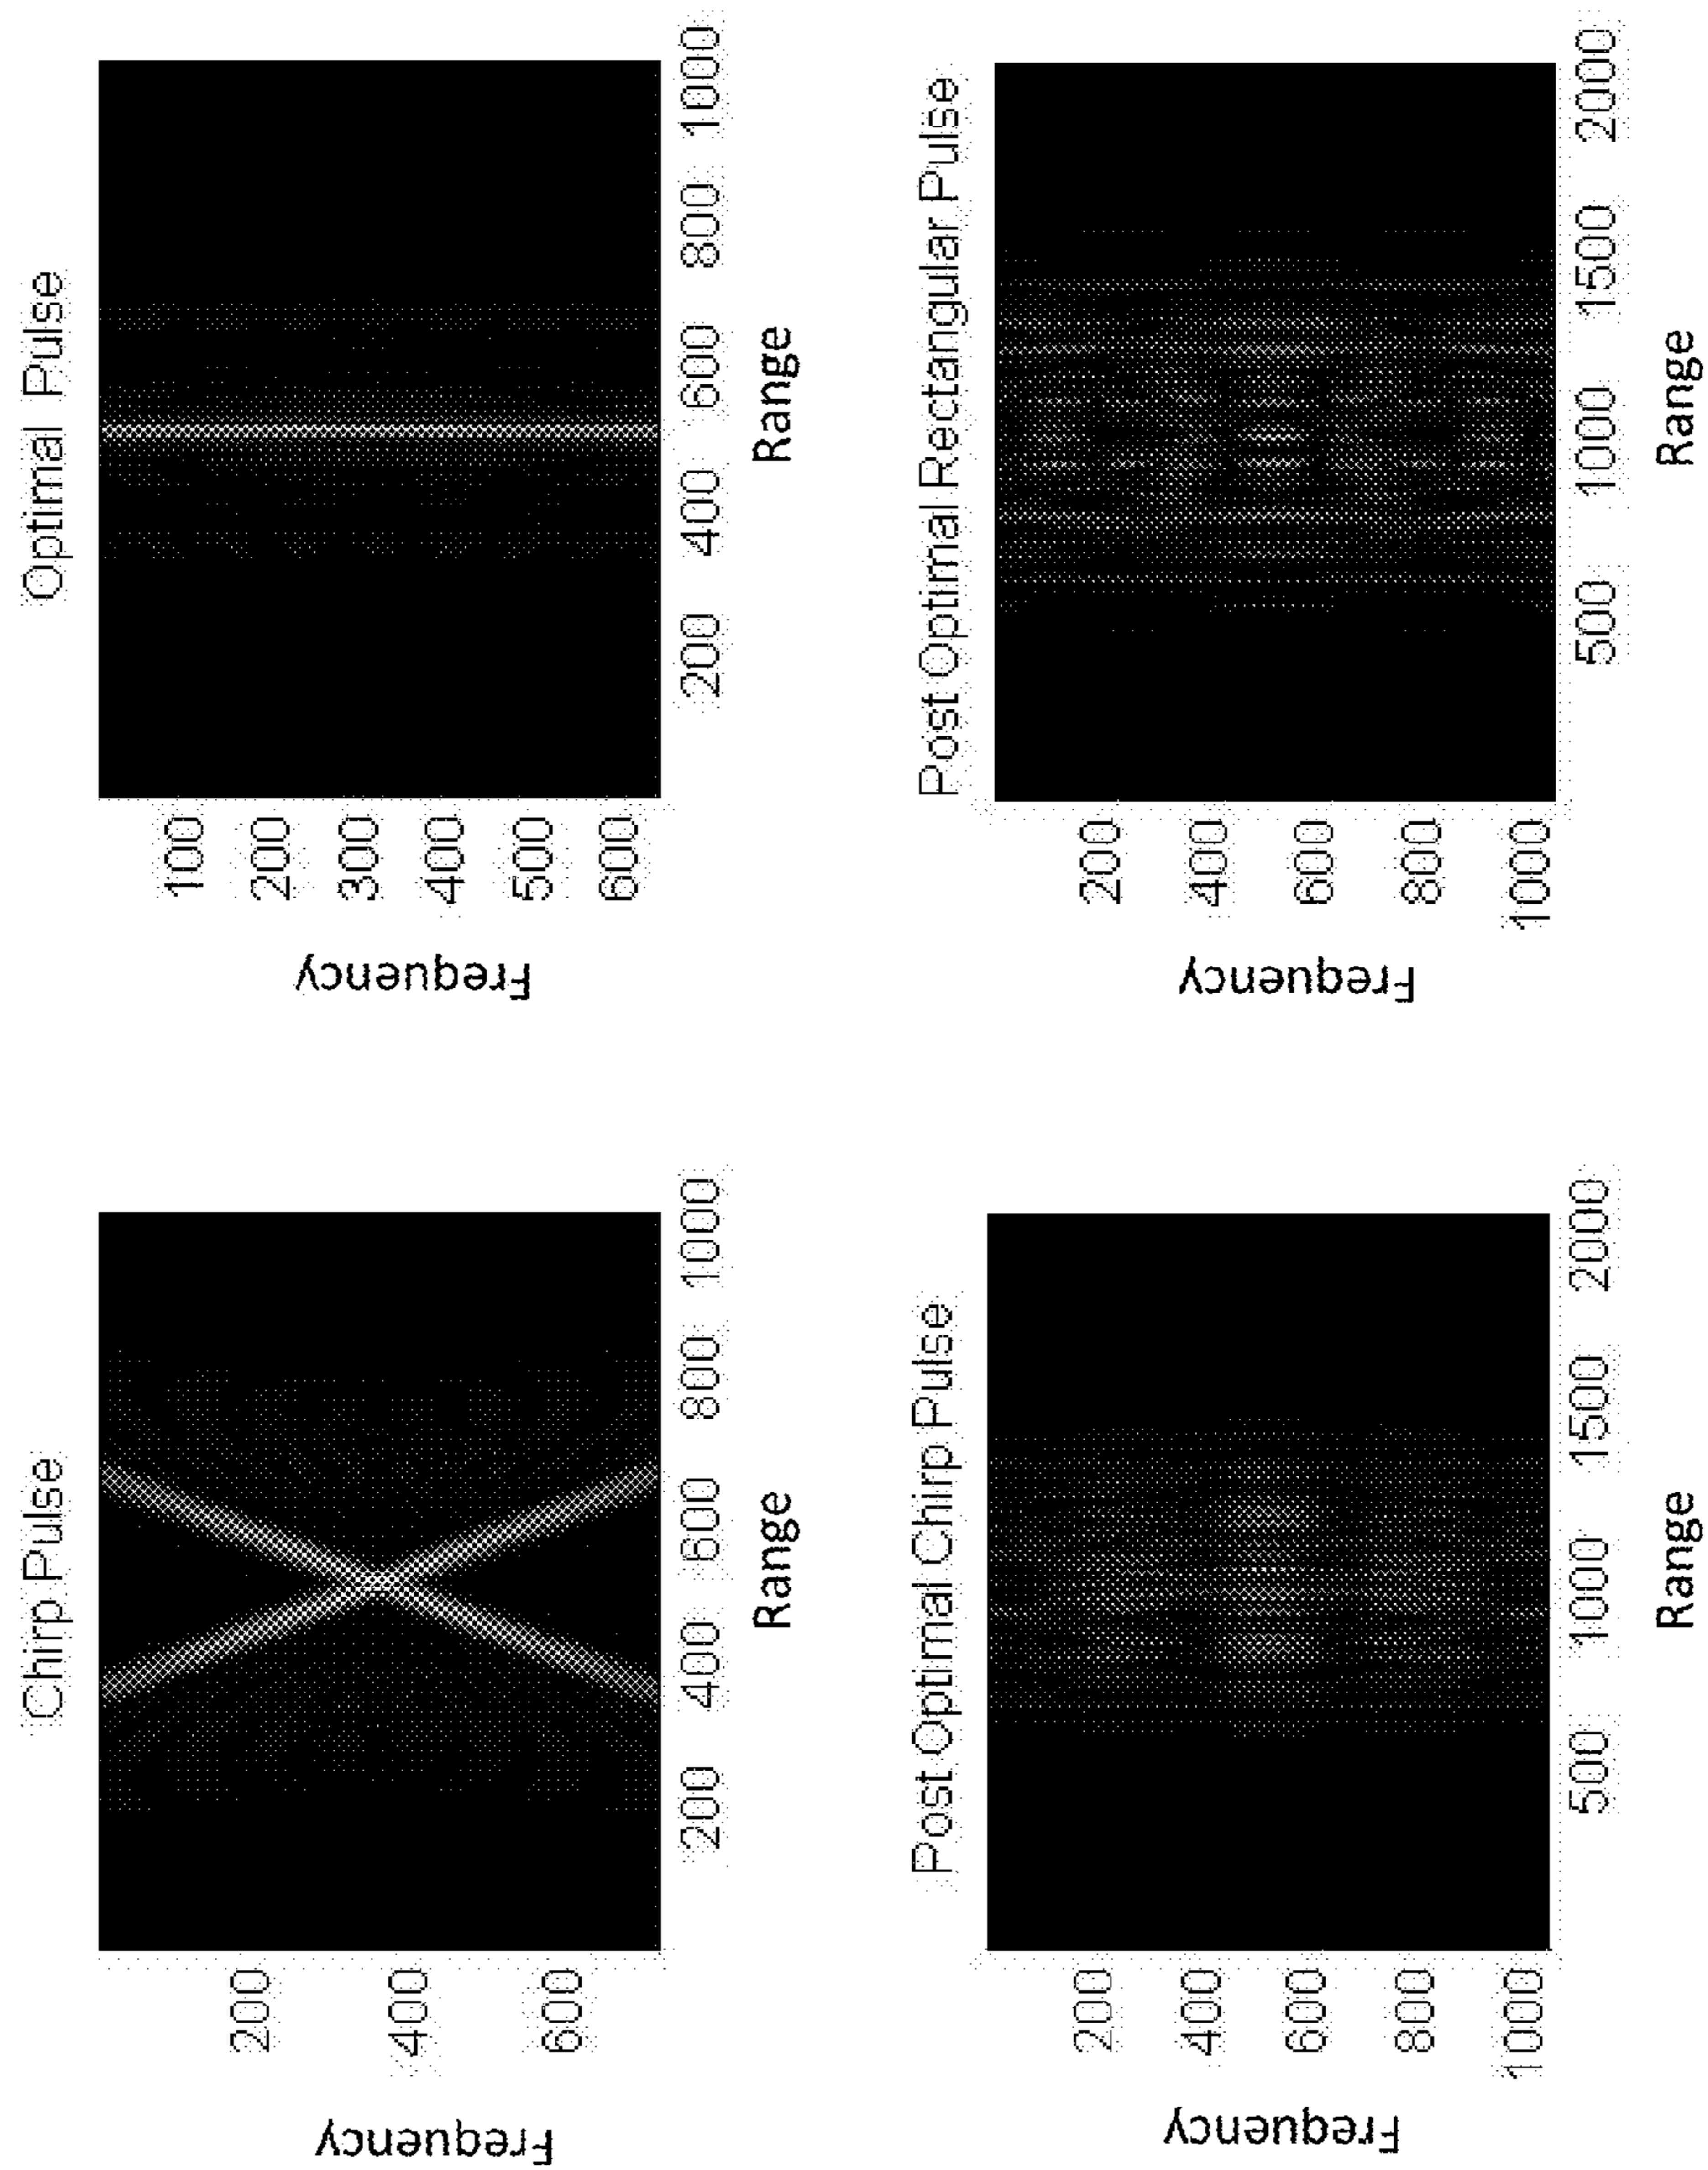 Chirp Pulse
Frequency
200
400
600
200 400 600 800 1000
Range
Optimal Pulse
Frequency
100
200
300
400
500
600
200 400 600 800 1000
Range
Post Optimal Chirp Pulse
Frequency
200
400
600
800
1000
500 1000 1500 2000
Range
Post Optimal Rectangular Pulse
Frequency
200
400
600
800
1000
500 1000 1500 2000
Range